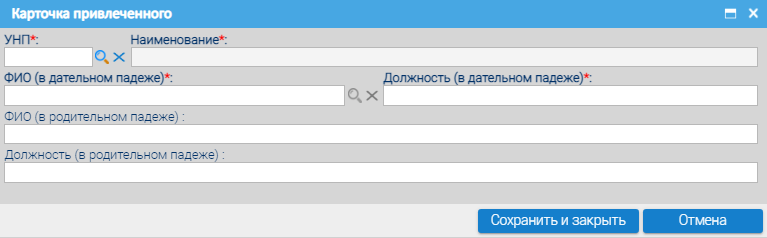 Карточка привлеченного
УНП*: Наименование*:
ФИО (в дательном падеже)*: Должность (в дательном падеже)*:
ФИО (в родительном падеже) :
Должность (в родительном падеже) :
Сохранить и закрыть Отмена